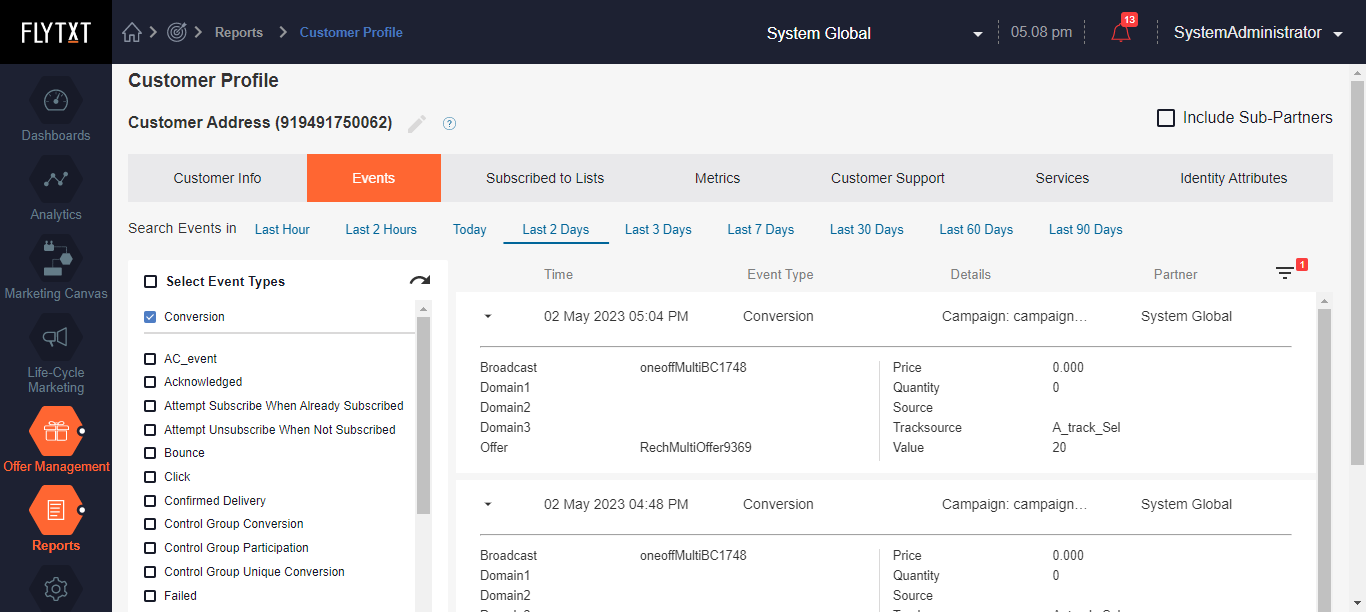 FLYTXT
Reports
Customer Profile
System Global
05.08 pm
13
SystemAdministrator
Dashboards
Analytics
Marketing Canvas
Life-Cycle
Marketing
Offer Management
Reports
Customer Profile
Customer Address (919491750062)
?
Include Sub-Partners
Customer Info
Events
Subscribed to Lists
Metrics
Customer Support
Services
Identity Attributes
Search Events in
Last Hour
Last 2 Hours
Today
Last 2 Days
Last 3 Days
Last 7 Days
Last 30 Days
Last 60 Days
Last 90 Days
Select Event Types
Conversion
AC_event
Acknowledged
Attempt Subscribe When Already Subscribed
Attempt Unsubscribe When Not Subscribed
Bounce
Click
Confirmed Delivery
Control Group Conversion
Control Group Participation
Control Group Unique Conversion
Failed
Time Event Type Details Partner
1
02 May 2023 05:04 PM Conversion Campaign: campaign… System Global
Broadcast oneoffMultiBC1748
Domain1
Domain2
Domain3
Offer RechMultiOffer9369
Price 0.000
Quantity 0
Source
Tracksource A_track_Sel
Value 20
02 May 2023 04:48 PM Conversion Campaign: campaign… System Global
Broadcast oneoffMultiBC1748
Domain1
Domain2
Price 0.000
Quantity 0
Source